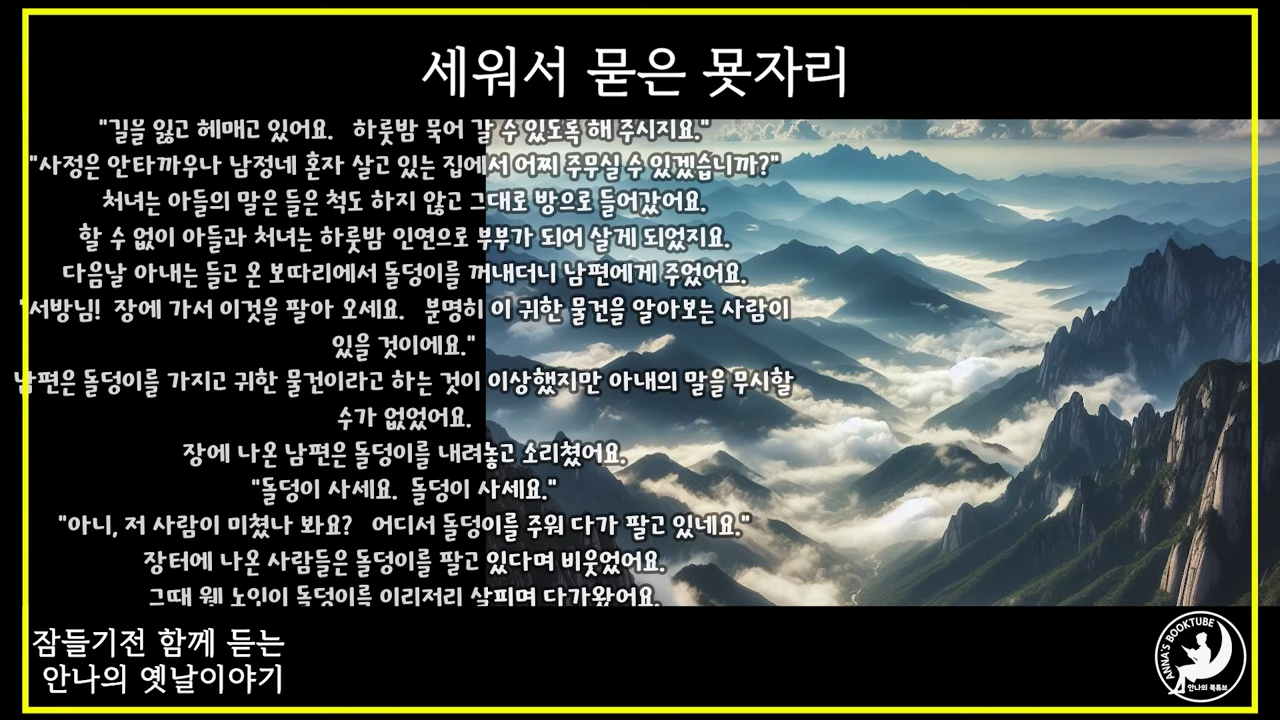 세워서 묻은 묫자리
"길을 잃고 헤매고 있어요. 하룻밤 묵어 갈 수 있도록 해 주시지요."
"사정은 안타까우나 남정네 혼자 살고 있는 집에서 어찌 주무실 수 있겠습니까?"
처녀는 아들의 말은 들은 척도 하지 않고 그대로 방으로 들어갔어요.
할 수 없이 아들과 처녀는 하룻밤 인연으로 부부가 되어 살게 되었지요.
다음날 아내는 들고 온 보따리에서 돌덩이를 꺼내더니 남편에게 주었어요.
"서방님! 장에 가서 이것을 팔아 오세요. 분명히 이 귀한 물건을 알아보는 사람이
있을 것이에요."
남편은 돌덩이를 가지고 귀한 물건이라고 하는 것이 이상했지만 아내의 말을 무시할
수가 없었어요.
장에 나온 남편은 돌덩이를 내려놓고 소리쳤어요.
"돌덩이 사세요. 돌덩이 사세요."
"아니, 저 사람이 미쳤나 봐요? 어디서 돌덩이를 주워 다가 팔고 있네요."
장터에 나온 사람들은 돌덩이를 팔고 있다며 비웃었어요.
그때 웬 노인이 돌덩이를 이리저리 살피며 다가왔어요.
잠들기전 함께 듣는
안나의 옛날이야기
ANNA'S BOOKTUBE
안나의 북튜브